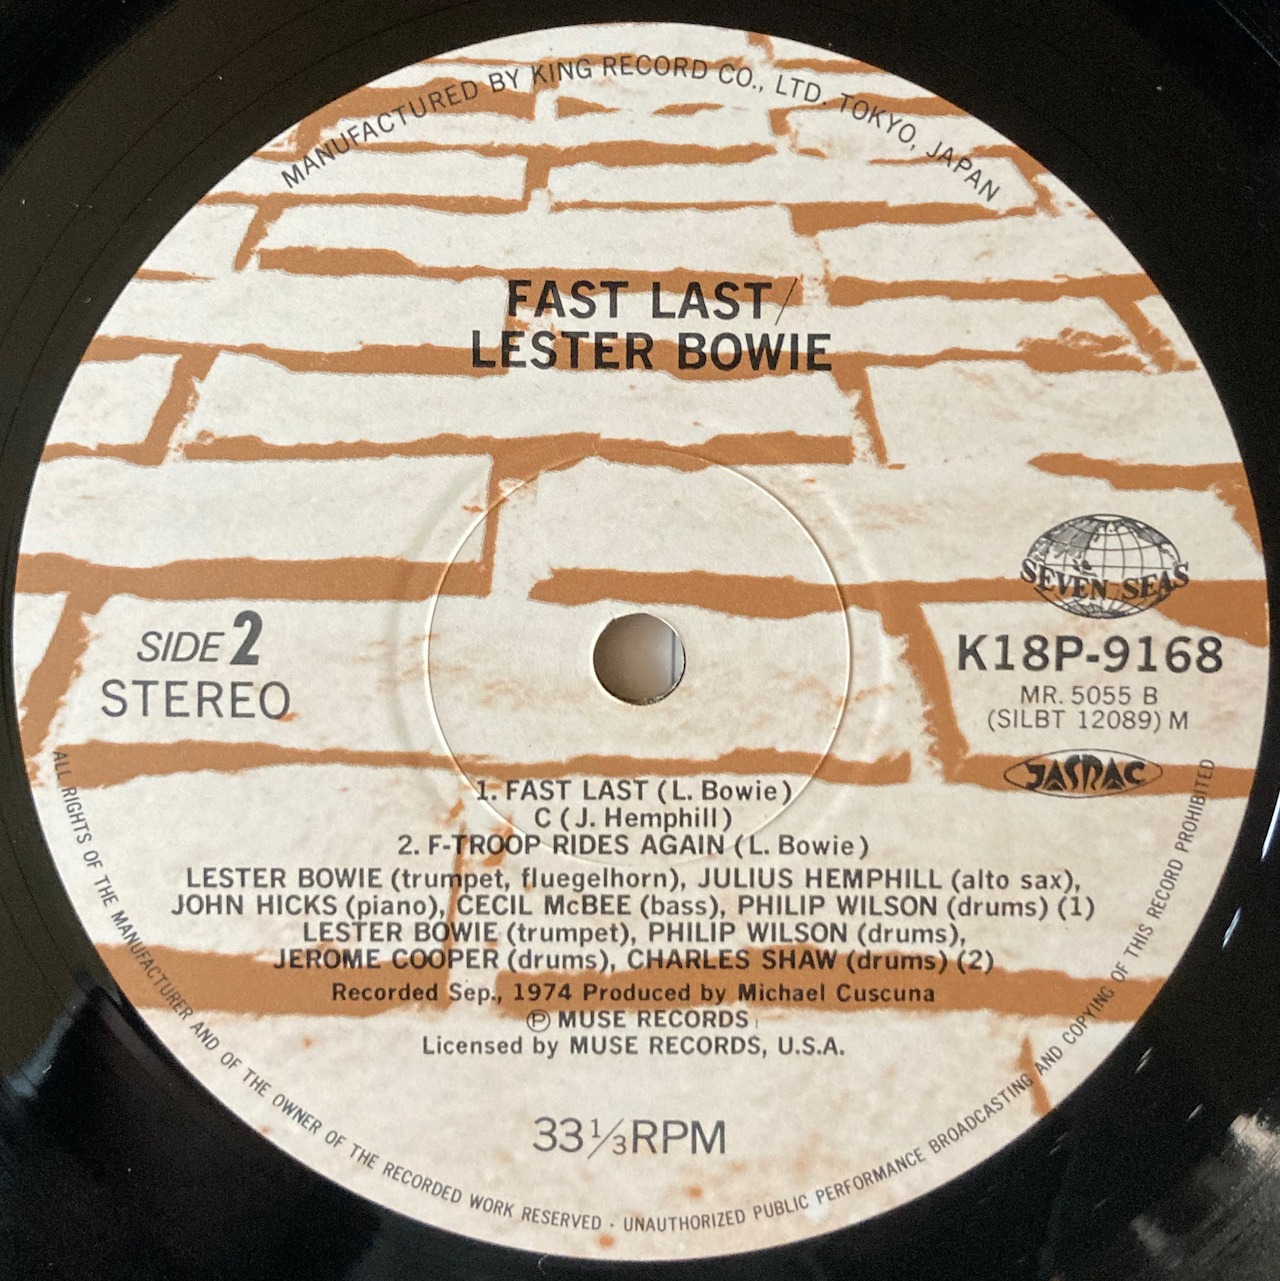 MANUFACTURED BY KING RECORD CO., LTD. TOKYO, JAPAN
FAST LAST/
LESTER BOWIE
SEVEN SEAS
SIDE 2
STEREO
K18P-9168
MR. 5055 B
(SILBT 12089) M
JASRAC
1. FAST LAST (L. Bowie)
C (J. Hemphill)
2. F-TROOP RIDES AGAIN (L. Bowie)
LESTER BOWIE (trumpet, fluegelhorn), JULIUS HEMPHILL (alto sax),
JOHN HICKS (piano), CECIL McBEE (bass), PHILIP WILSON (drums) (1)
LESTER BOWIE (trumpet), PHILIP WILSON (drums),
JEROME COOPER (drums), CHARLES SHAW (drums) (2)
Recorded Sep., 1974 Produced by Michael Cuscuna
Ⓟ MUSE RECORDS
Licensed by MUSE RECORDS, U.S.A.
33 1/3 RPM
ALL RIGHTS OF THE MANUFACTURER AND OF THE OWNER OF THE RECORDED WORK RESERVED · UNAUTHORIZED PUBLIC PERFORMANCE BROADCASTING AND COPYING OF THIS RECORD PROHIBITED